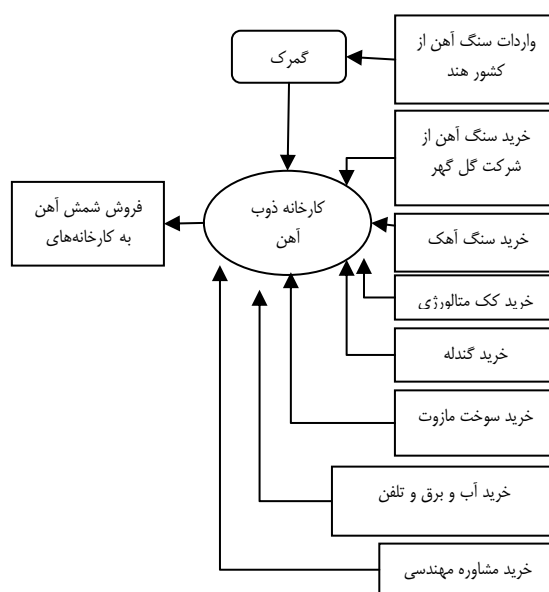 واردات سنگ آهن از
کشور هند
گمرک
خرید سنگ آهن از
شرکت گل گهر
کارخانه ذوب
آهن
فروش شمش آهن
به کارخانه‌های
خرید سنگ آهک
خرید کک متالورژی
خرید گندله
خرید سوخت مازوت
خرید آب و برق و تلفن
خرید مشاوره مهندسی